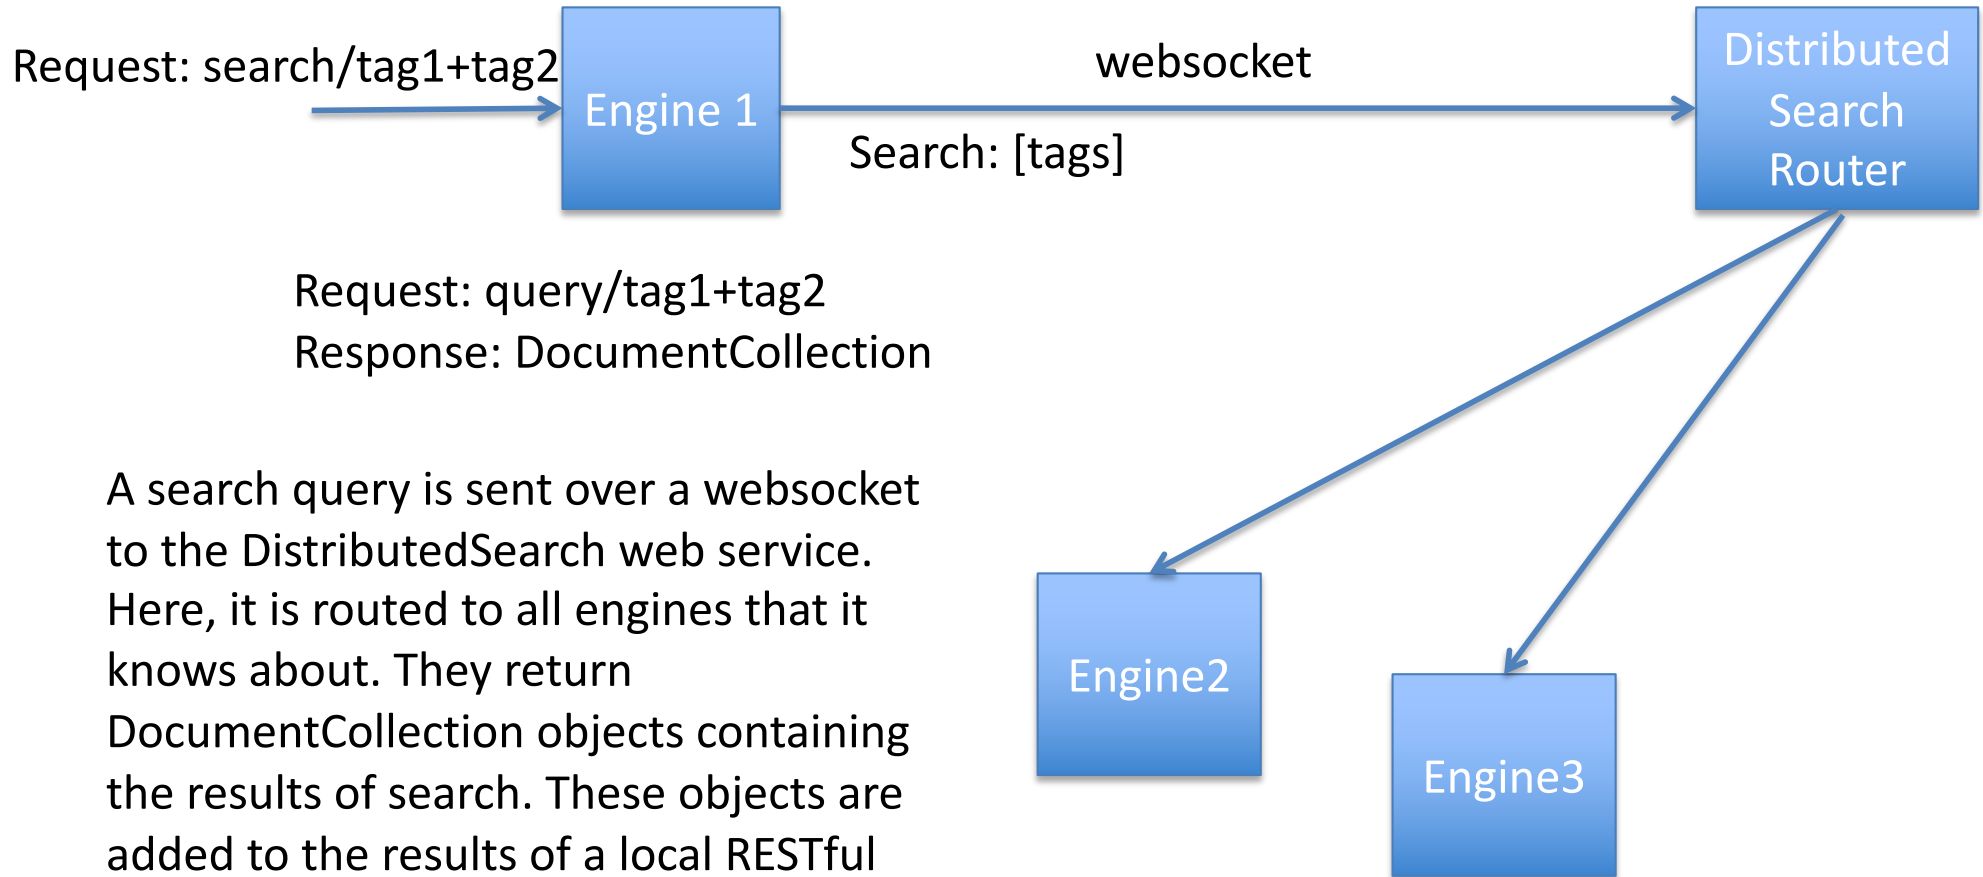 Request: search/tag1+tag2
Engine 1
websocket
Search: [tags]
Distributed
Search
Router
Request: query/tag1+tag2
Response: DocumentCollection
A search query is sent over a websocket
to the DistributedSearch web service.
Here, it is routed to all engines that it
knows about. They return
DocumentCollection objects containing
the results of search. These objects are
added to the results of a local RESTful
Engine2
Engine3